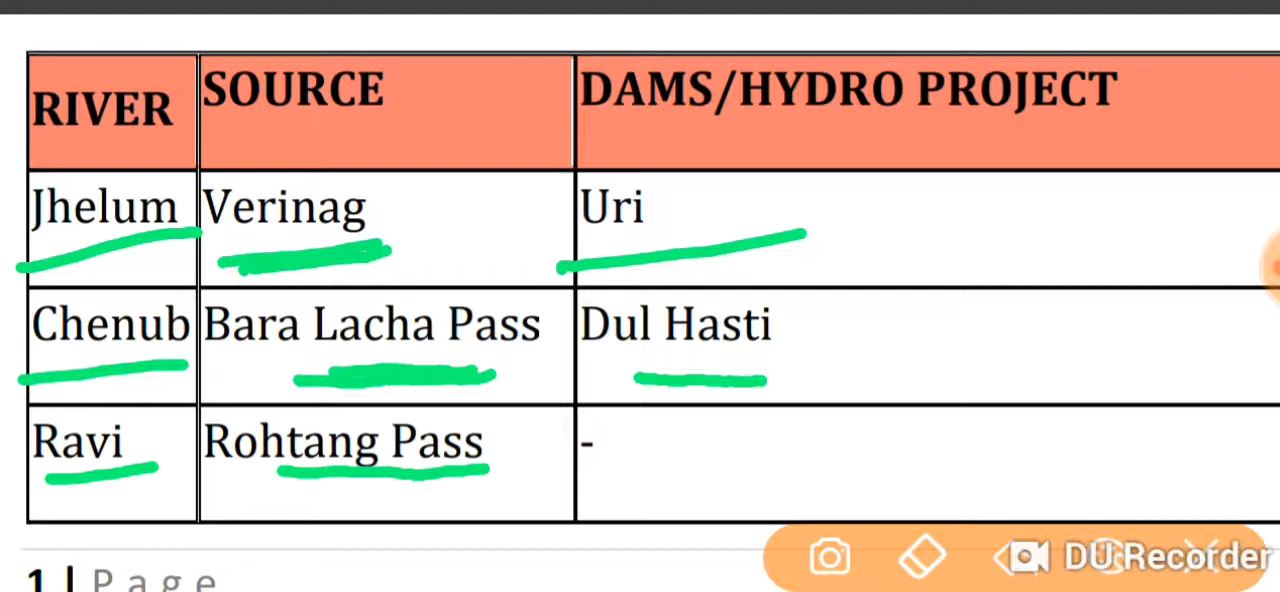 RIVER SOURCE DAMS/HYDRO PROJECT
Jhelum Verinag Uri
Chenub Bara Lacha Pass Dul Hasti
Ravi Rohtang Pass -
1 | Page
DU Recorder